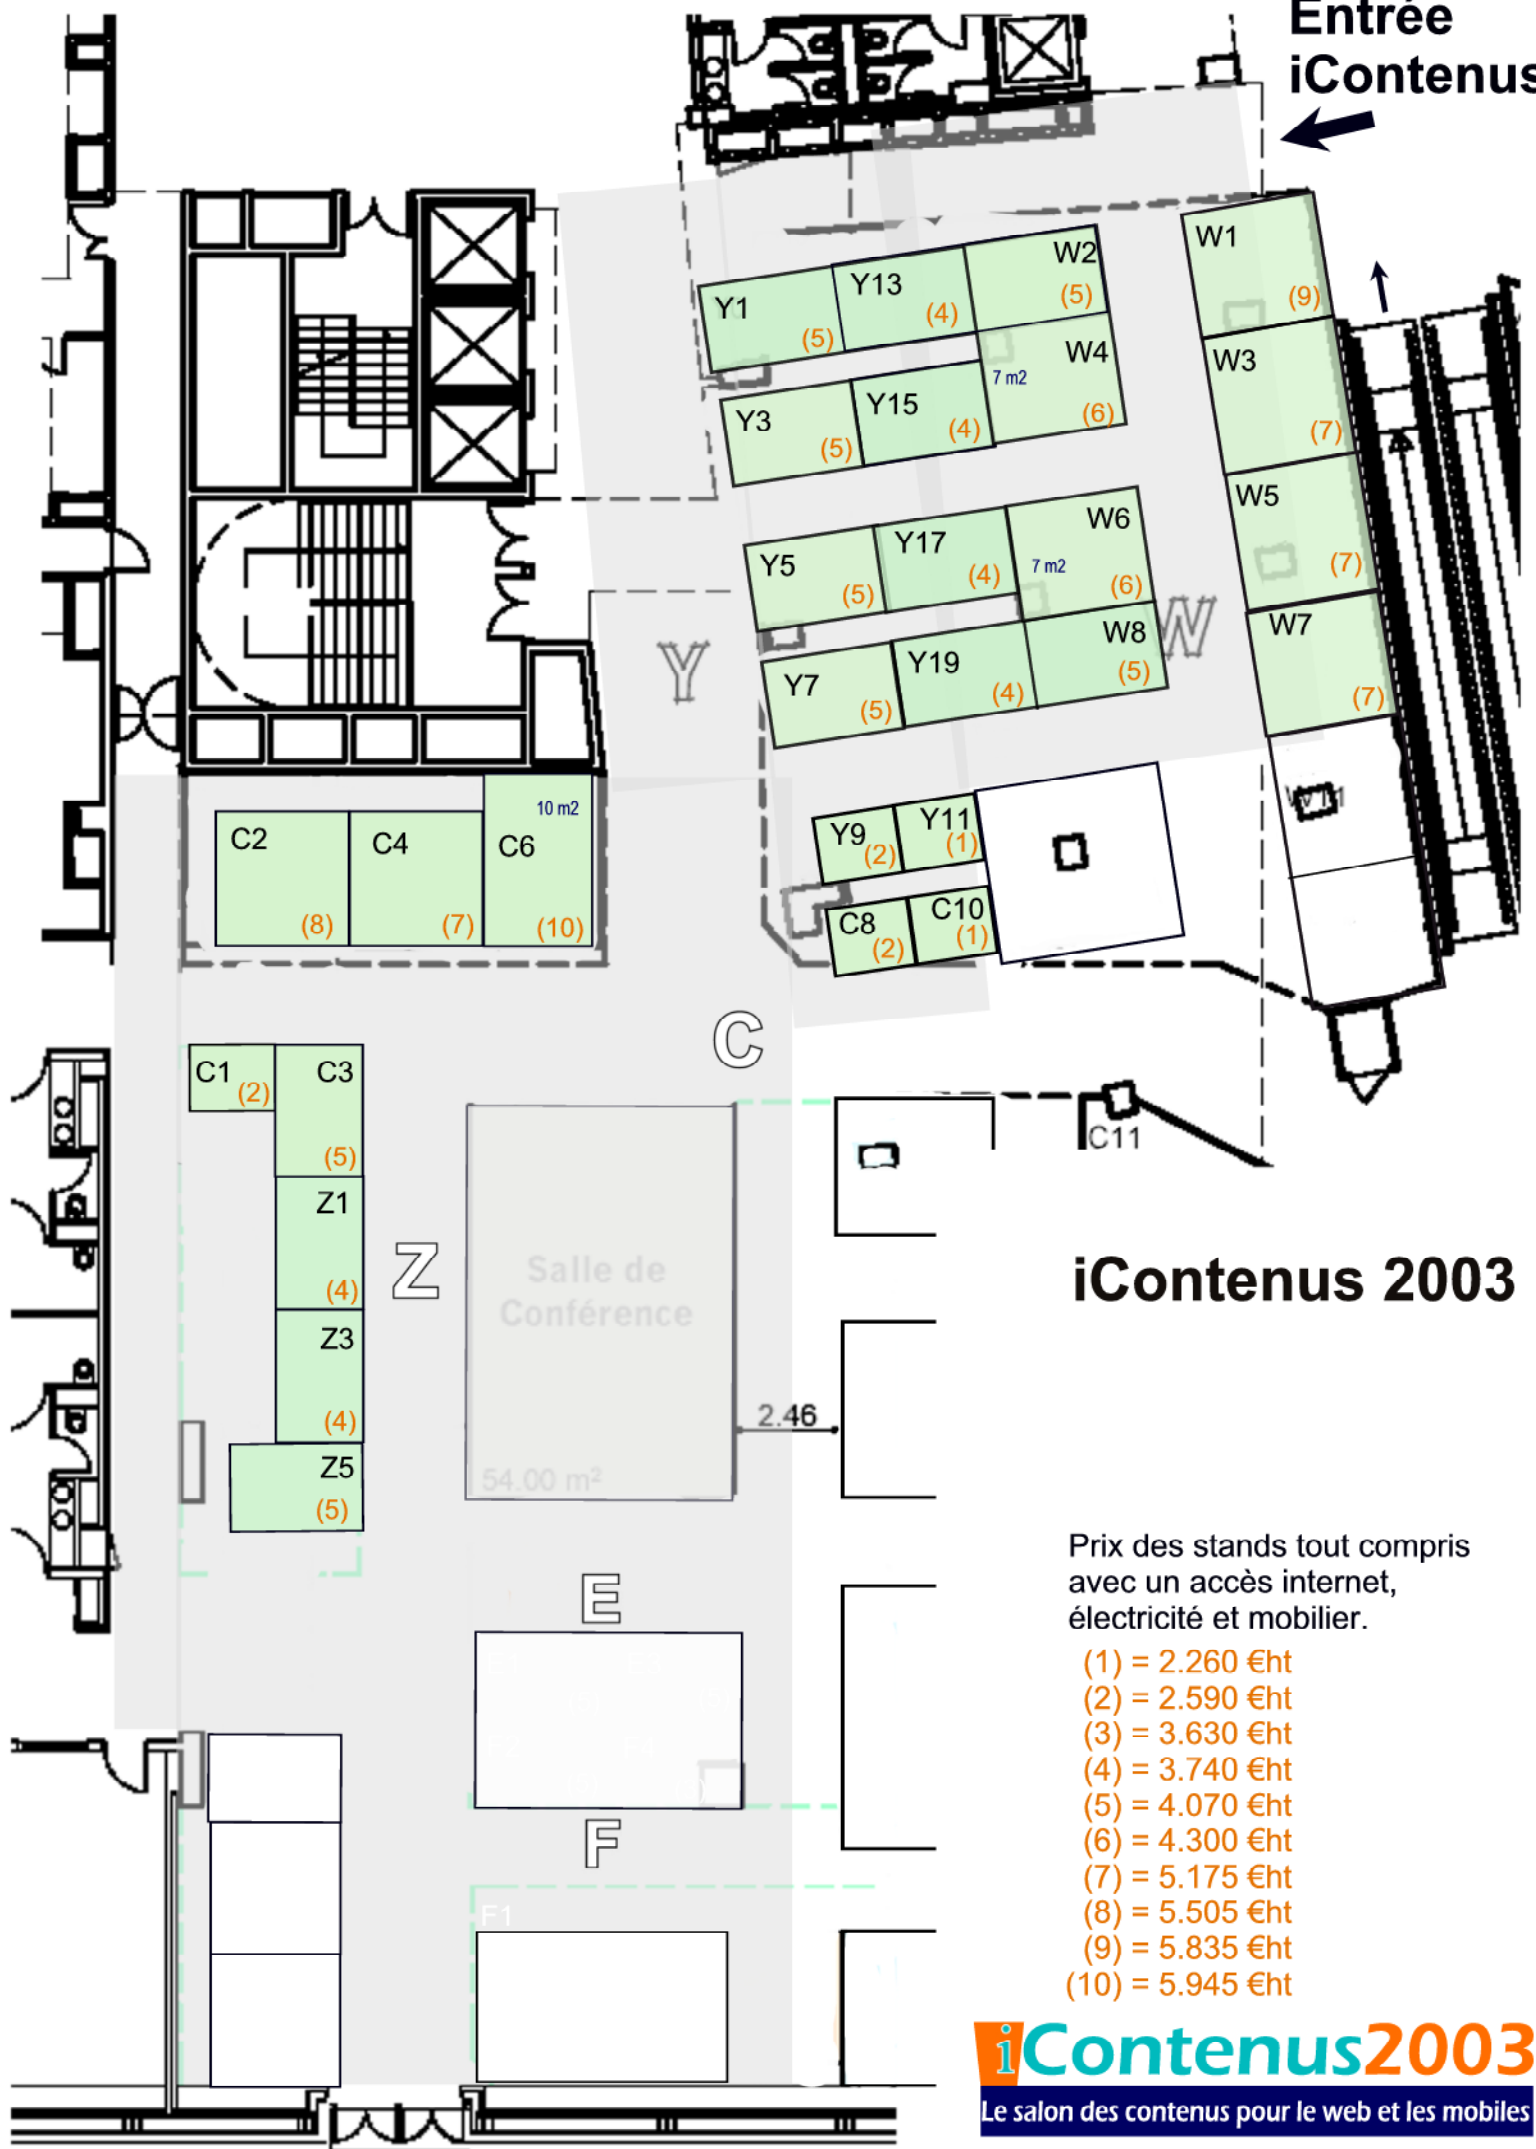 Entrée
iContenus
W1
(9)
W2
(5)
Y13
(4)
Y1
(5)
W4
7 m2
(6)
W3
(7)
Y15
(4)
Y3
(5)
W5
(7)
W6
7 m2
(6)
Y17
(4)
Y5
(5)
W7
(7)
W8
(5)
Y19
(4)
Y7
(5)
Y
W
10 m2
C2
(8)
C4
(7)
C6
(10)
Y9
(2)
Y11
(1)
C8
(2)
C10
(1)
C
C1
(2)
C3
(5)
C11
Z1
(4)
Z
Salle de
Conférence
iContenus 2003
Z3
(4)
2.46
Z5
(5)
54.00 m²
E
F
F1
Prix des stands tout compris
avec un accès internet,
électricité et mobilier.
(1) = 2.260 €ht
(2) = 2.590 €ht
(3) = 3.630 €ht
(4) = 3.740 €ht
(5) = 4.070 €ht
(6) = 4.300 €ht
(7) = 5.175 €ht
(8) = 5.505 €ht
(9) = 5.835 €ht
(10) = 5.945 €ht
iContenus2003
Le salon des contenus pour le web et les mobiles